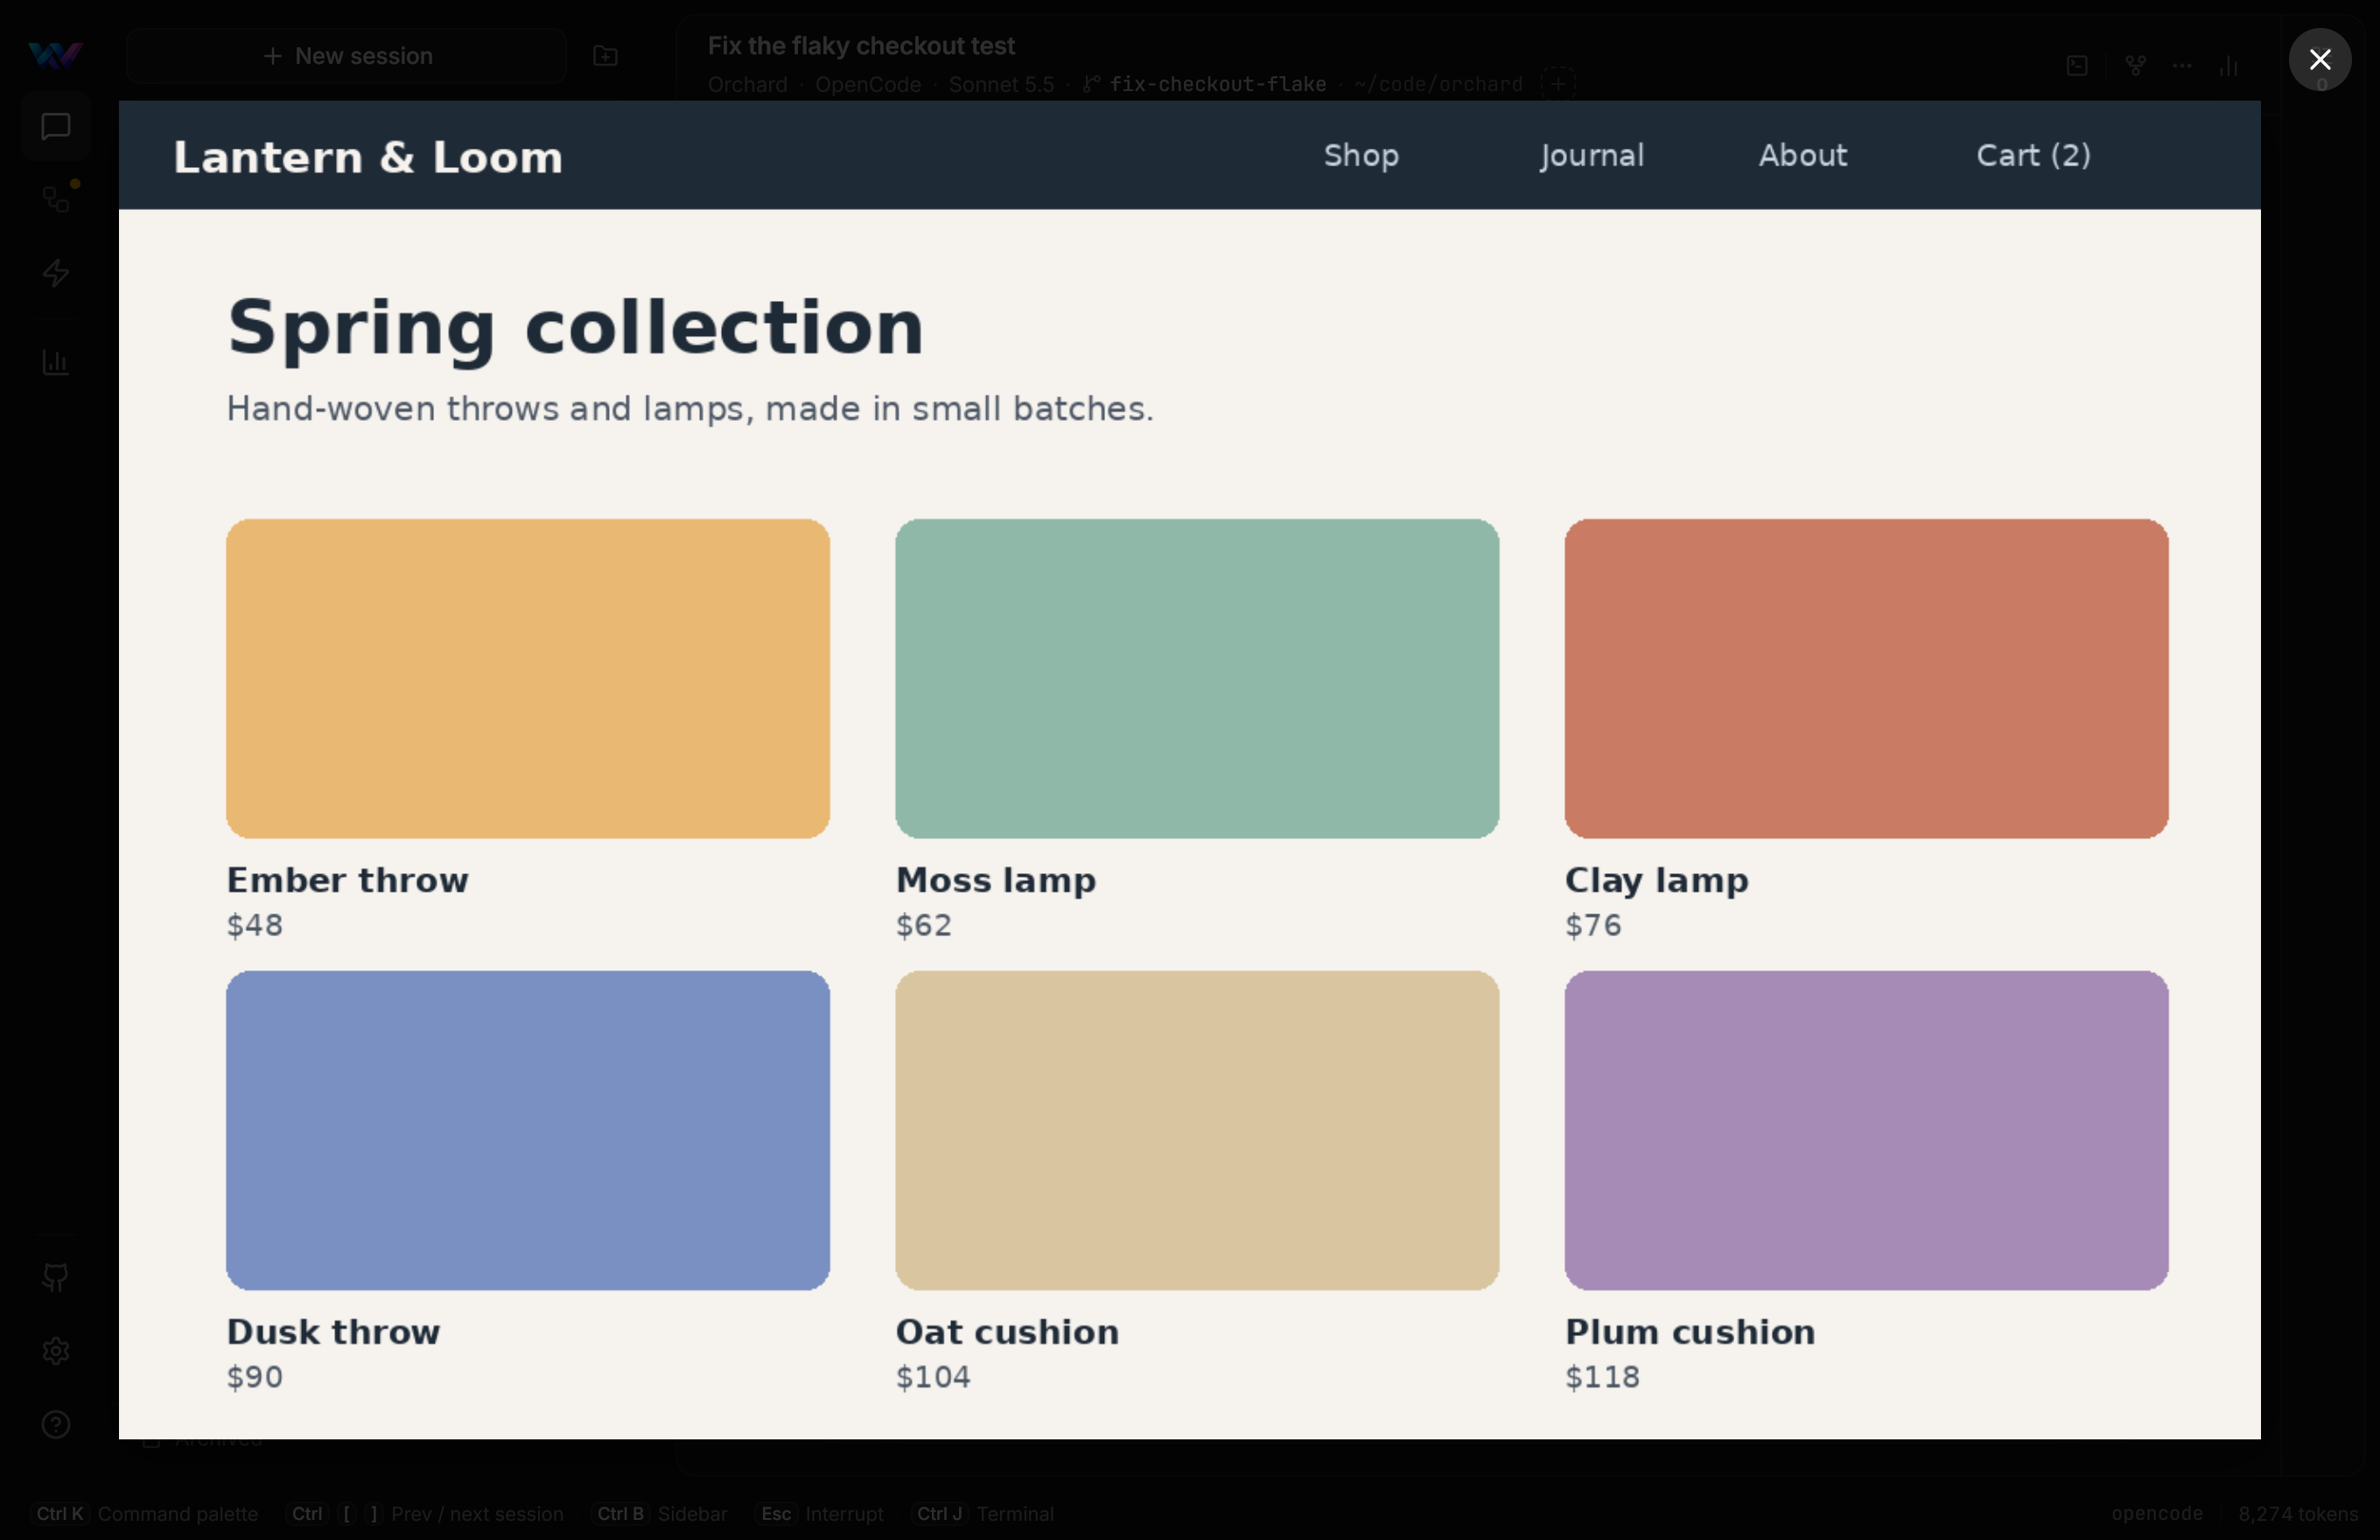 New session
Fix the flaky checkout test
Orchard · OpenCode · Sonnet 5.5 · fix-checkout-flake · ~/code/orchard
0
Lantern & Loom
Shop Journal About Cart (2)
Spring collection
Hand-woven throws and lamps, made in small batches.
Ember throw Moss lamp Clay lamp
$48 $62 $76
Dusk throw Oat cushion Plum cushion
$90 $104 $118
Archived
Ctrl K Command palette Ctrl [ ] Prev / next session Ctrl B Sidebar Esc Interrupt Ctrl J Terminal opencode 8,274 tokens